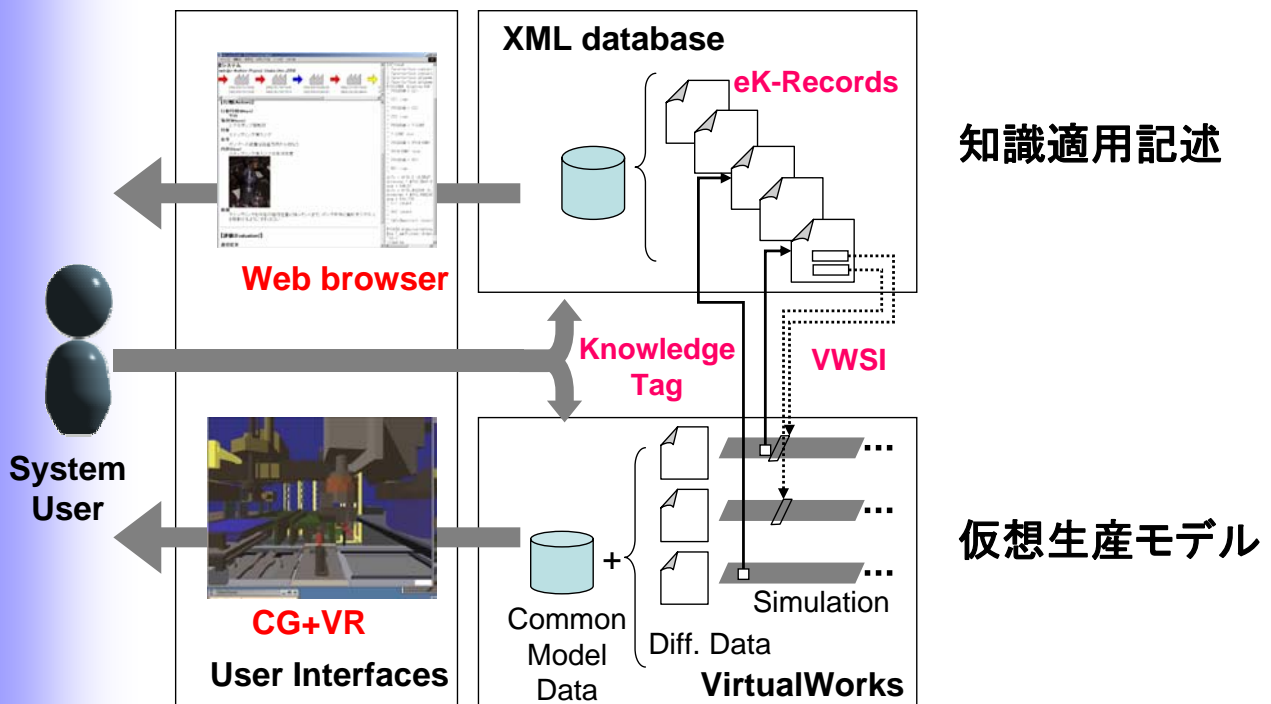 XML database
eK-Records
知識適用記述
Web browser
Knowledge
Tag
VWSI
System
User
仮想生産モデル
+
Simulation
CG+VR
Common
Model
Data
Diff. Data
User Interfaces
VirtualWorks